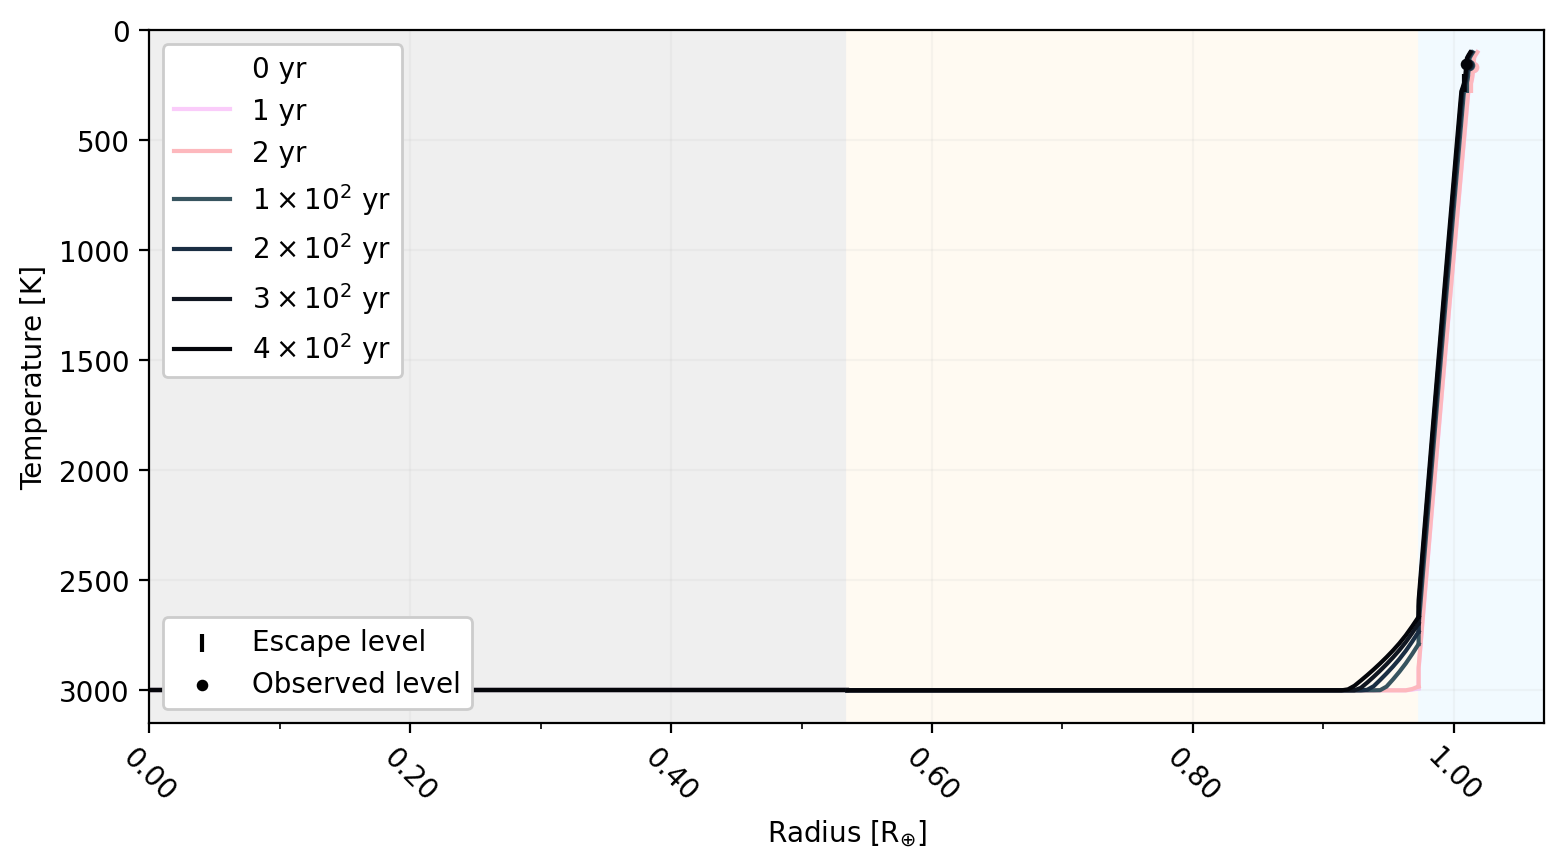 0
500
1000
1500
2000
2500
3000
Temperature [K]
0 yr
1 yr
2 yr
1 × 10² yr
2 × 10² yr
3 × 10² yr
4 × 10² yr
Escape level
Observed level
0.00
0.20
0.40
0.60
0.80
1.00
Radius [R⊕]